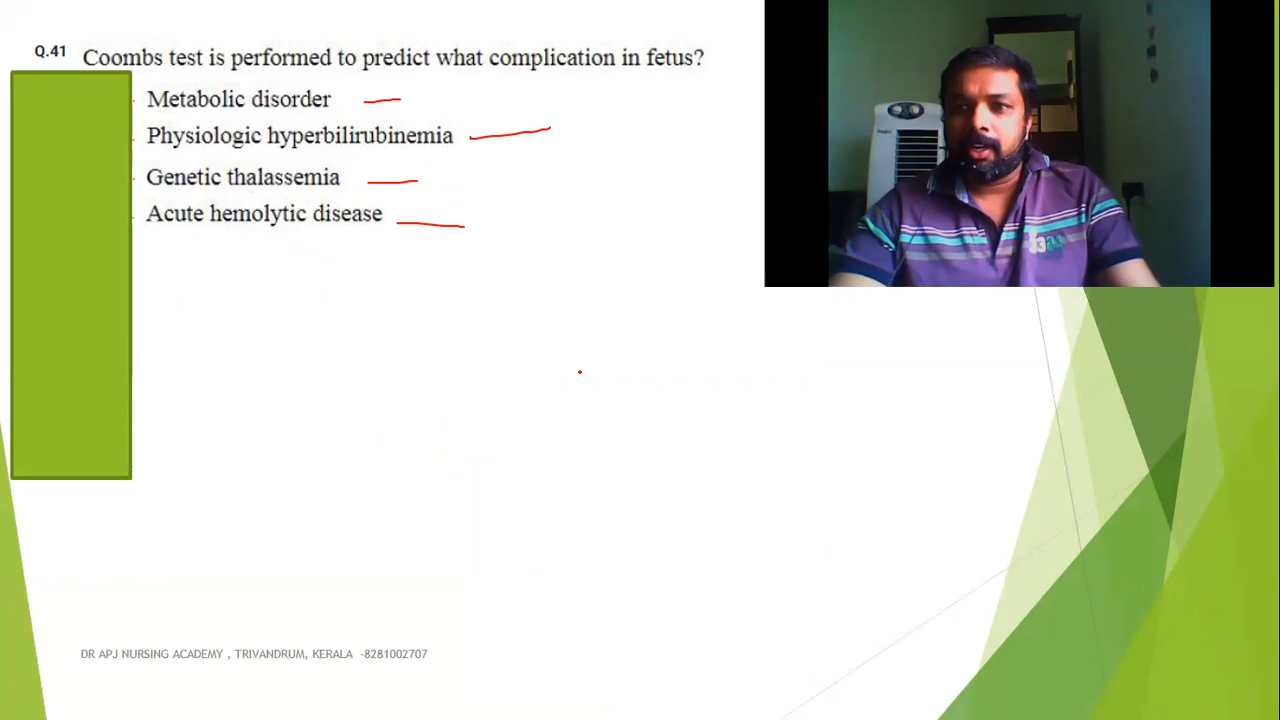 Q.41 Coombs test is performed to predict what complication in fetus?
Metabolic disorder
Physiologic hyperbilirubinemia
Genetic thalassemia
Acute hemolytic disease
DR APJ NURSING ACADEMY , TRIVANDRUM, KERALA -8281002707